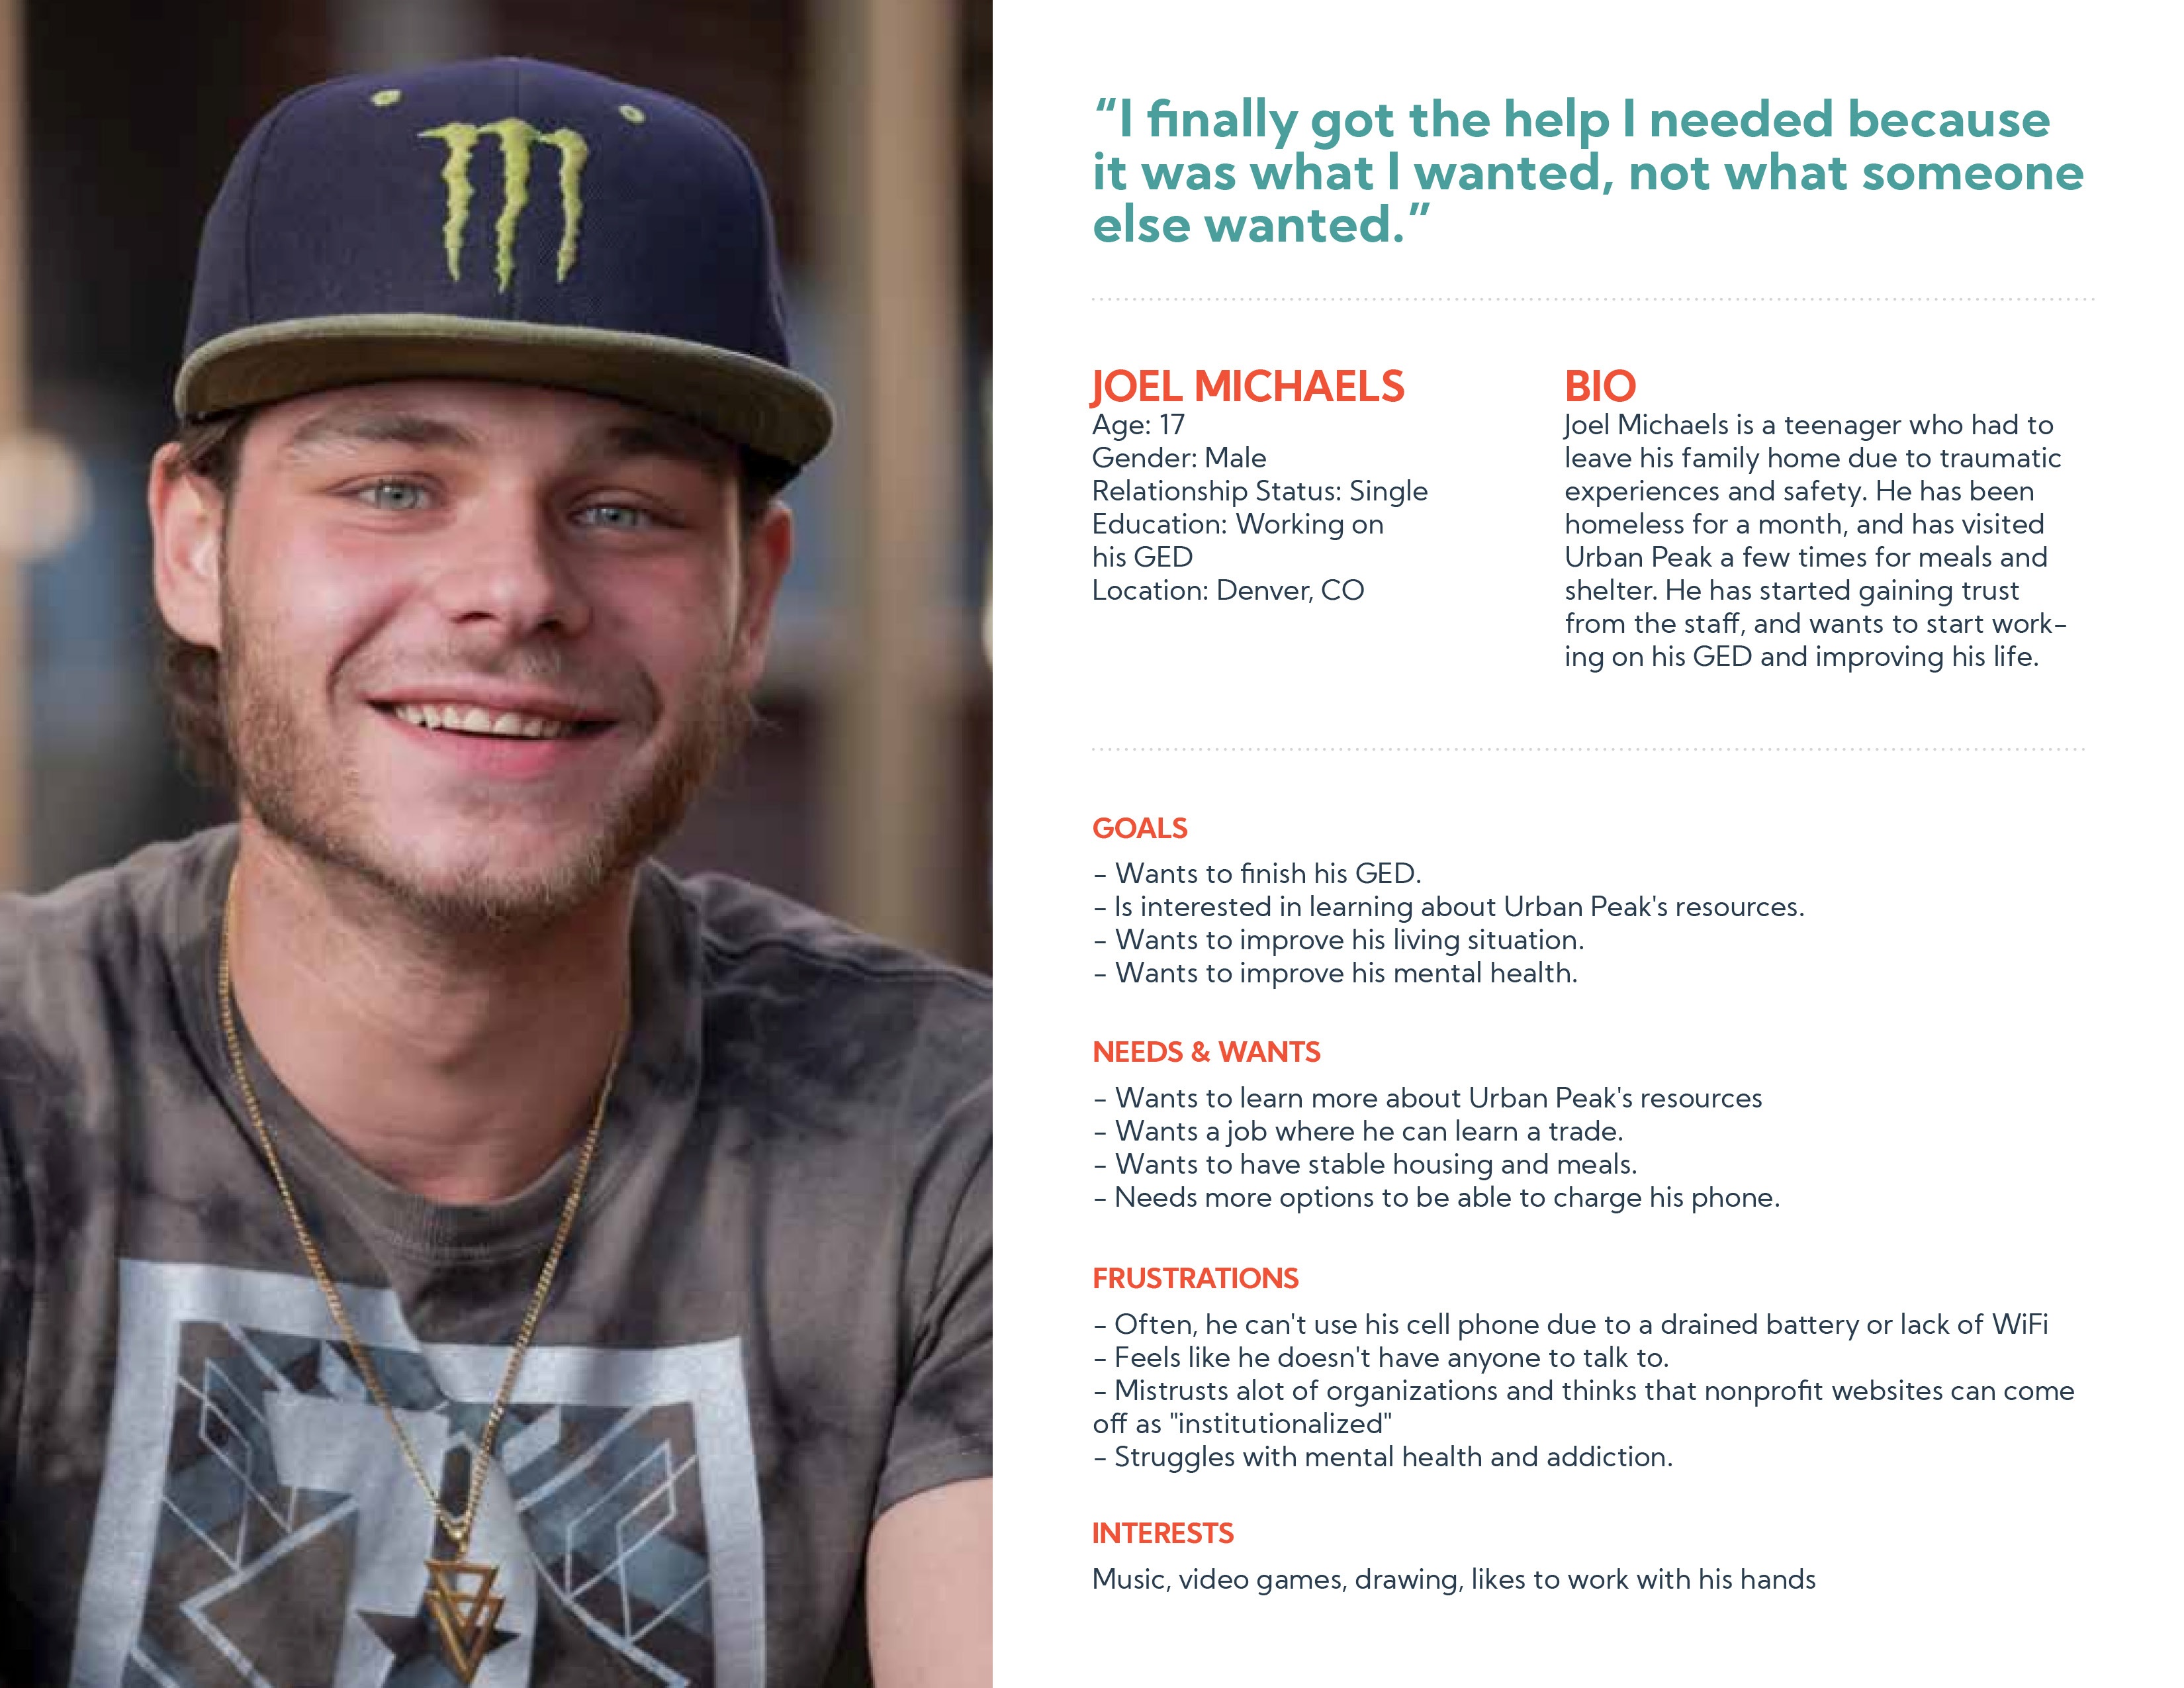 “I finally got the help I needed because
it was what I wanted, not what someone
else wanted.”
JOEL MICHAELS
Age: 17
Gender: Male
Relationship Status: Single
Education: Working on
his GED
Location: Denver, CO
BIO
Joel Michaels is a teenager who had to
leave his family home due to traumatic
experiences and safety. He has been
homeless for a month, and has visited
Urban Peak a few times for meals and
shelter. He has started gaining trust
from the staff, and wants to start work-
ing on his GED and improving his life.
GOALS
- Wants to finish his GED.
- Is interested in learning about Urban Peak's resources.
- Wants to improve his living situation.
- Wants to improve his mental health.
NEEDS & WANTS
- Wants to learn more about Urban Peak's resources
- Wants a job where he can learn a trade.
- Wants to have stable housing and meals.
- Needs more options to be able to charge his phone.
FRUSTRATIONS
- Often, he can't use his cell phone due to a drained battery or lack of WiFi
- Feels like he doesn't have anyone to talk to.
- Mistrusts alot of organizations and thinks that nonprofit websites can come
off as "institutionalized"
- Struggles with mental health and addiction.
INTERESTS
Music, video games, drawing, likes to work with his hands